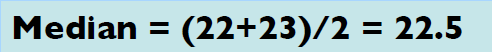 Median = (22+23)/2 = 22.5